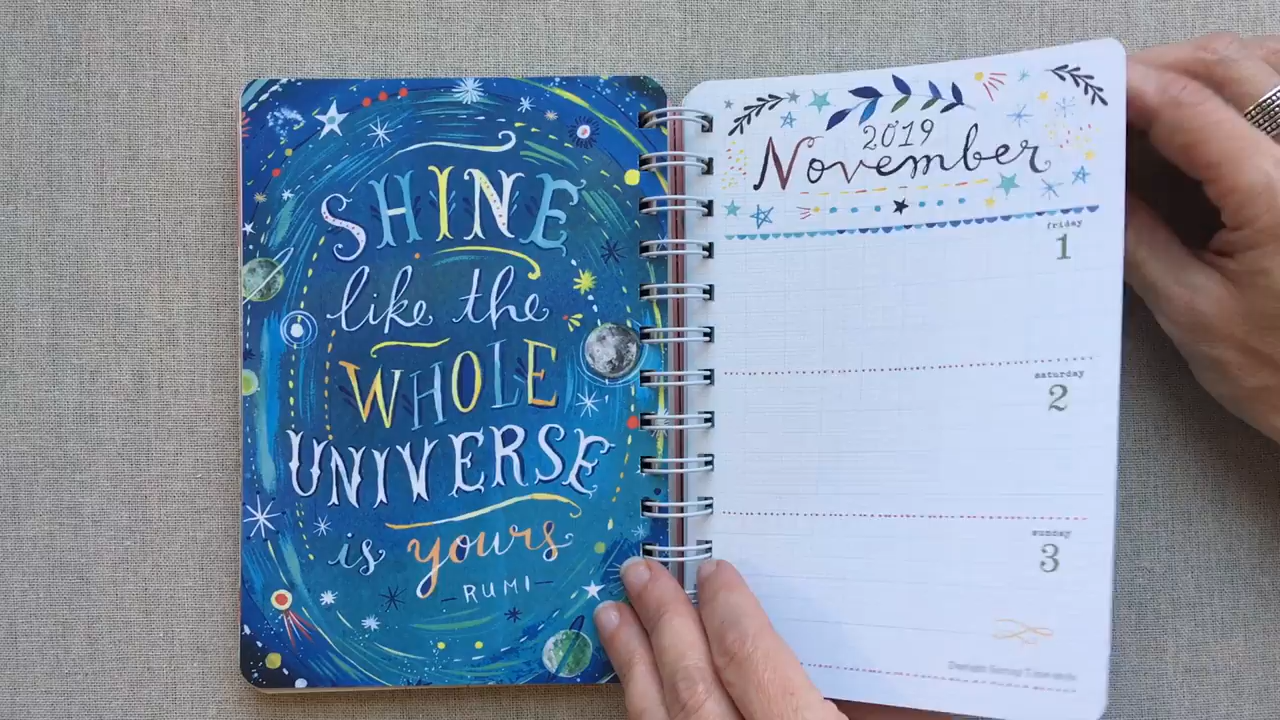 SHINE
like the
WHOLE
UNIVERSE
is yours
—RUMI—
2019
November
friday
1
saturday
2
sunday
3